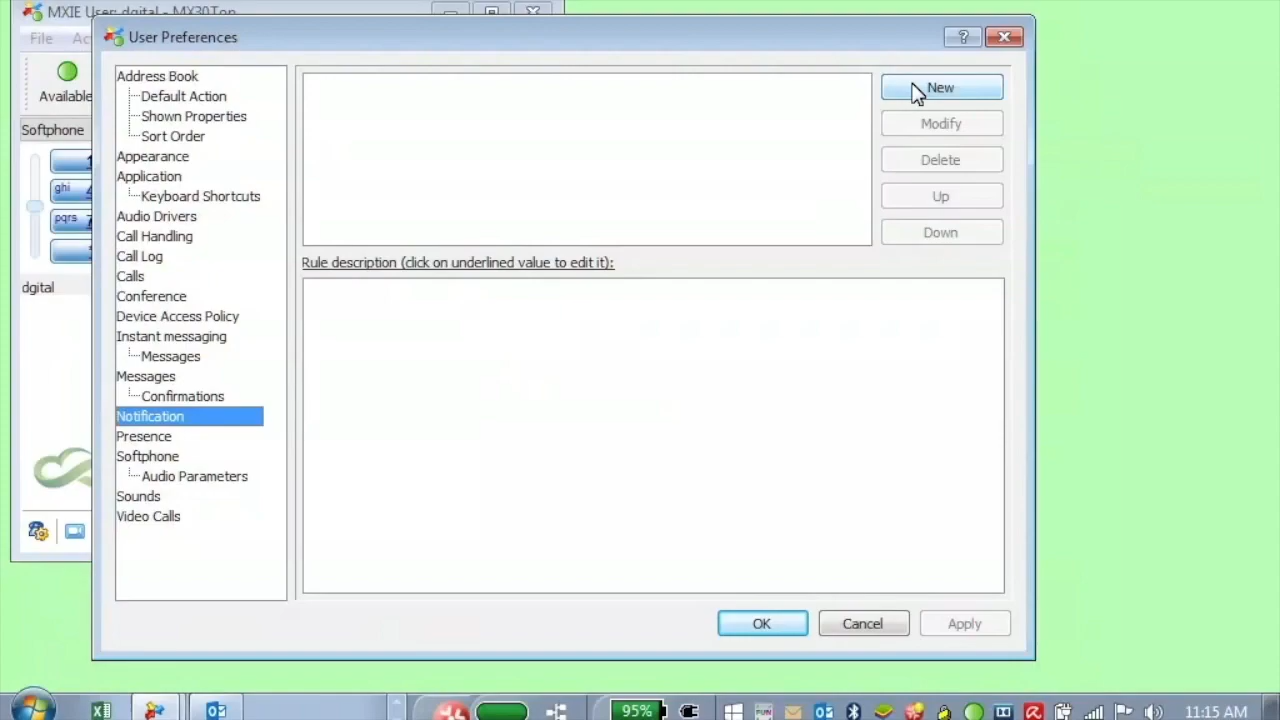 MXIE User: dgital - MX30Top
File
User Preferences
?
Available
Softphone
ghi
pqrs
dgital
Address Book
Default Action
Shown Properties
Sort Order
Appearance
Application
Keyboard Shortcuts
Audio Drivers
Call Handling
Call Log
Calls
Conference
Device Access Policy
Instant messaging
Messages
Messages
Confirmations
Notification
Presence
Softphone
Audio Parameters
Sounds
Video Calls
New
Modify
Delete
Up
Down
Rule description (click on underlined value to edit it):
OK
Cancel
Apply
95%
FUN
11:15 AM